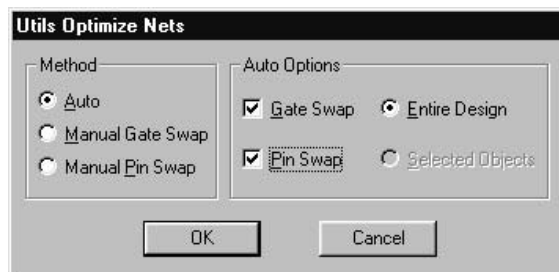 Utils Optimize Nets
Method
Auto
Manual Gate Swap
Manual Pin Swap
Auto Options
Gate Swap
Entire Design
Pin Swap
Selected Objects
OK
Cancel